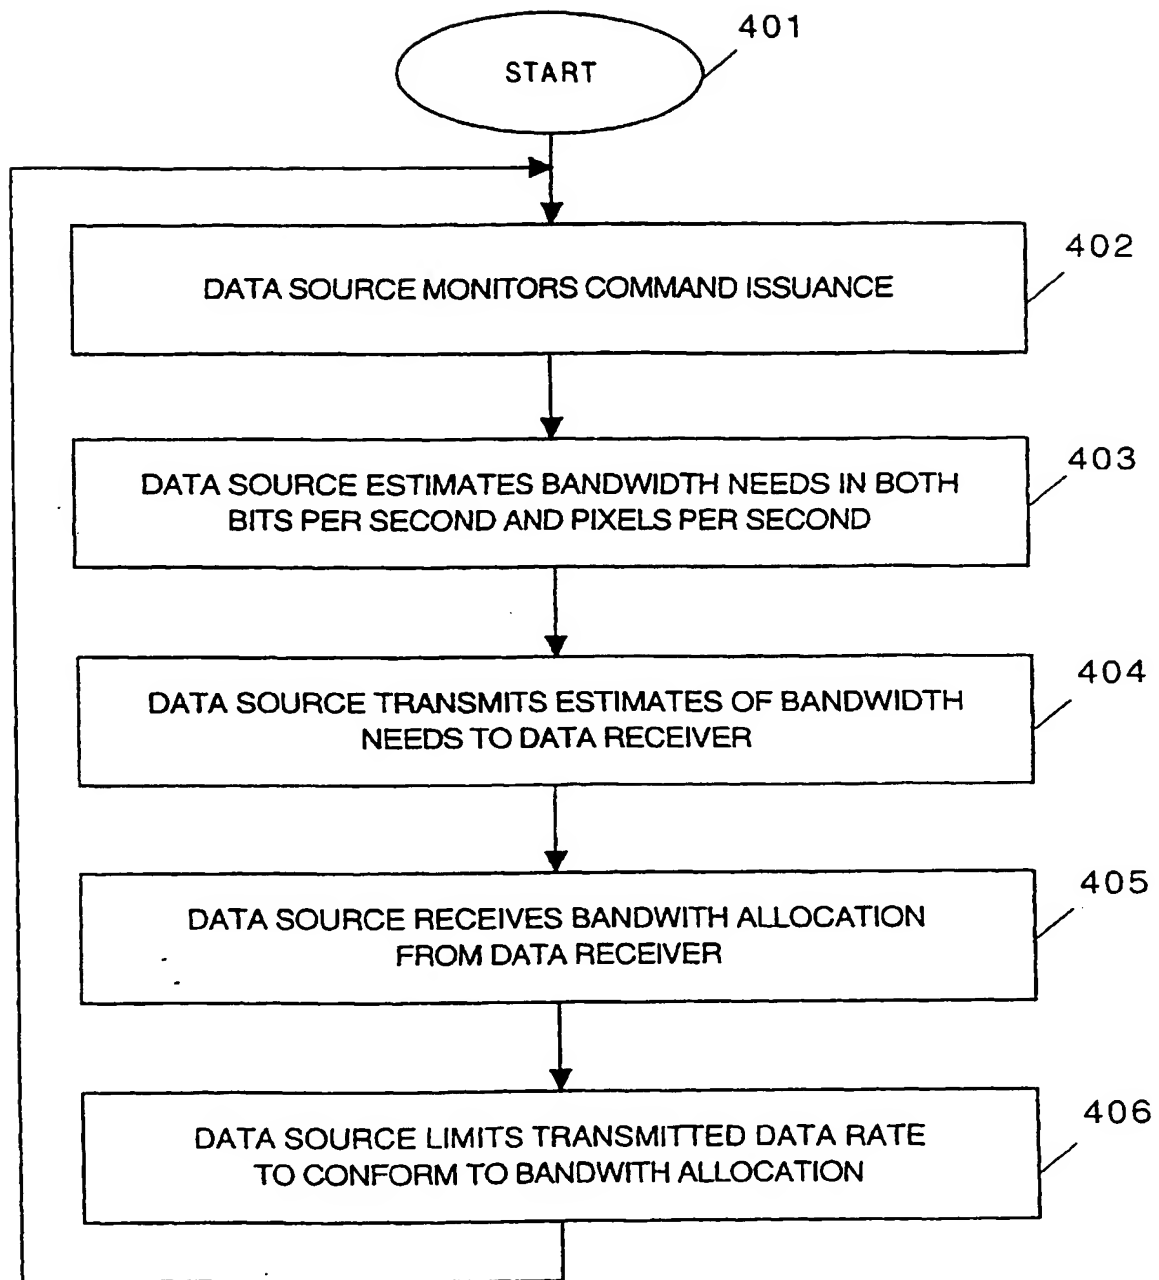 401
START
402
DATA SOURCE MONITORS COMMAND ISSUANCE
403
DATA SOURCE ESTIMATES BANDWIDTH NEEDS IN BOTH
BITS PER SECOND AND PIXELS PER SECOND
404
DATA SOURCE TRANSMITS ESTIMATES OF BANDWIDTH
NEEDS TO DATA RECEIVER
405
DATA SOURCE RECEIVES BANDWITH ALLOCATION
FROM DATA RECEIVER
406
DATA SOURCE LIMITS TRANSMITTED DATA RATE
TO CONFORM TO BANDWITH ALLOCATION